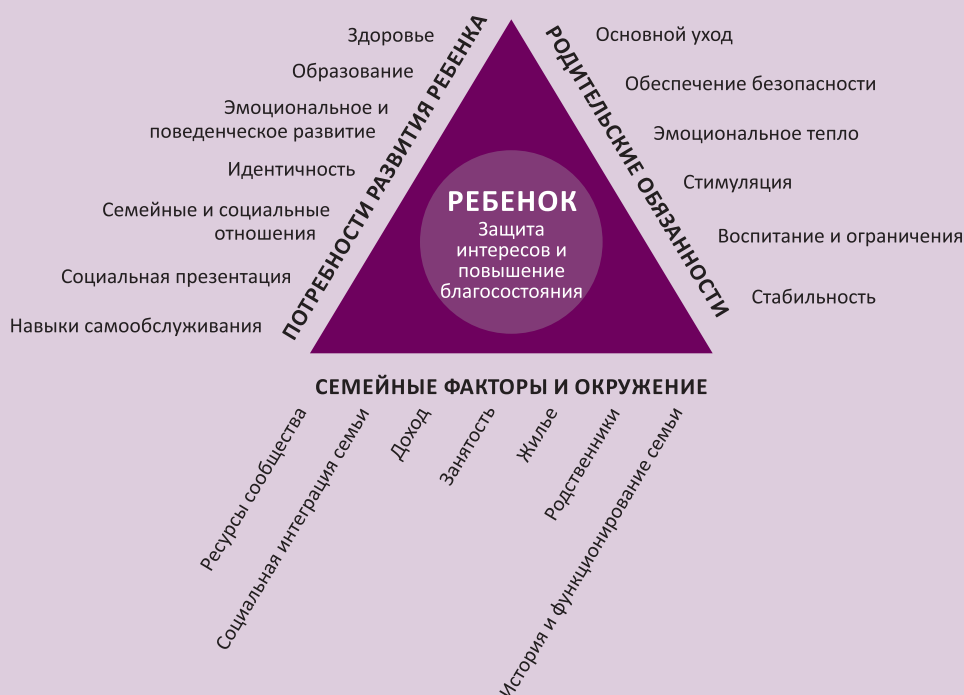 Здоровье
Образование
Эмоциональное и
поведенческое развитие
Идентичность
Семейные и социальные
отношения
Социальная презентация
Навыки самообслуживания
ПОТРЕБНОСТИ РАЗВИТИЯ РЕБЕНКА
РЕБЕНОК
Защита
интересов и
повышение
благосостояния
РОДИТЕЛЬСКИЕ ОБЯЗАННОСТИ
Основной уход
Обеспечение безопасности
Эмоциональное тепло
Стимуляция
Воспитание и ограничения
Стабильность
СЕМЕЙНЫЕ ФАКТОРЫ И ОКРУЖЕНИЕ
Ресурсы сообщества
Социальная интеграция семьи
Доход
Занятость
Жилье
Родственники
История и функционирование семьи